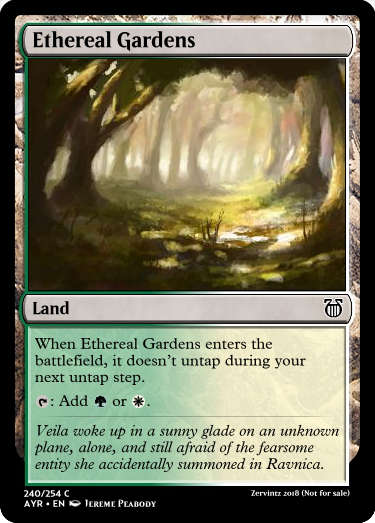 Ethereal Gardens
Land
When Ethereal Gardens enters the
battlefield, it doesn't untap during your
next untap step.
: Add or .
Veila woke up in a sunny glade on an unknown
plane, alone, and still afraid of the fearsome
entity she accidentally summoned in Ravnica.
240/254 C
AYR • EN Jereme Peabody
Zervintz 2018 (Not for sale)